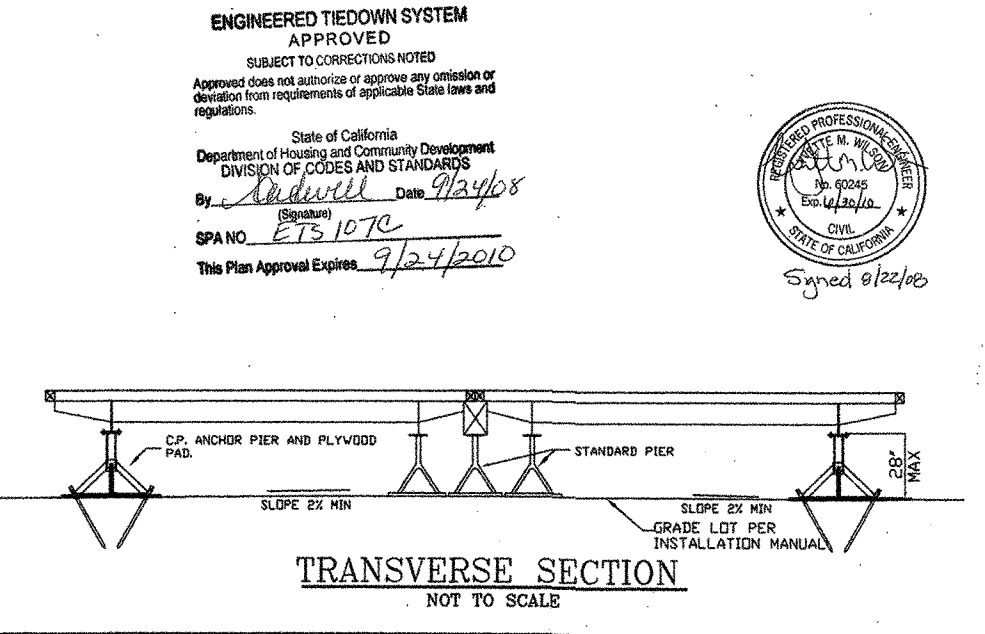 ENGINEERED TIEDOWN SYSTEM
APPROVED
SUBJECT TO CORRECTIONS NOTED
Approved does not authorize or approve any omission or
deviation from requirements of applicable State laws and
regulations.
State of California
Department of Housing and Community Development
DIVISION OF CODES AND STANDARDS
By Date 9/24/08
(Signature)
SPA NO ETS 107C
This Plan Approval Expires 9/24/2010
REGISTERED PROFESSIONAL ENGINEER
M. WILSON
No. 60245
Exp. 6/30/10
CIVIL
STATE OF CALIFORNIA
Signed 8/22/08
C.P. ANCHOR PIER AND PLYWOOD
PAD.
STANDARD PIER
28" MAX
SLOPE 2% MIN
SLOPE 2% MIN
GRADE LOT PER
INSTALLATION MANUAL
TRANSVERSE SECTION
NOT TO SCALE